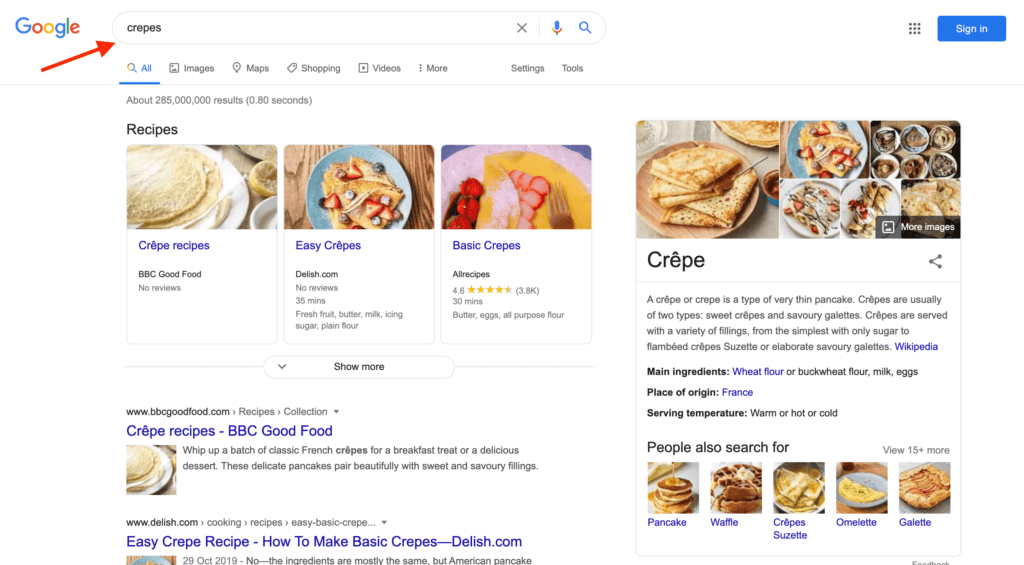 Google
crepes
Sign in
All Images Maps Shopping Videos More Settings Tools
About 285,000,000 results (0.80 seconds)
Recipes
Crêpe recipes
BBC Good Food
No reviews
Easy Crêpes
Delish.com
No reviews
35 mins
Fresh fruit, butter, milk, icing
sugar, plain flour
Basic Crepes
Allrecipes
4.6 ★★★★★ (3.8K)
30 mins
Butter, eggs, all purpose flour
Show more
www.bbcgoodfood.com › Recipes › Collection
Crêpe recipes - BBC Good Food
Whip up a batch of classic French crêpes for a breakfast treat or a delicious
dessert. These delicate pancakes pair beautifully with sweet and savoury fillings.
www.delish.com › cooking › recipes › easy-basic-crepe...
Easy Crepe Recipe - How To Make Basic Crepes—Delish.com
29 Oct 2019 - No—the ingredients are mostly the same, but American pancake
More images
Crêpe
A crêpe or crepe is a type of very thin pancake. Crêpes are usually
of two types: sweet crêpes and savoury galettes. Crêpes are served
with a variety of fillings, from the simplest with only sugar to
flambéed crêpes Suzette or elaborate savoury galettes. Wikipedia
Main ingredients: Wheat flour or buckwheat flour, milk, eggs
Place of origin: France
Serving temperature: Warm or hot or cold
People also search for
View 15+ more
Pancake
Waffle
Crêpes
Suzette
Omelette
Galette
Feedback